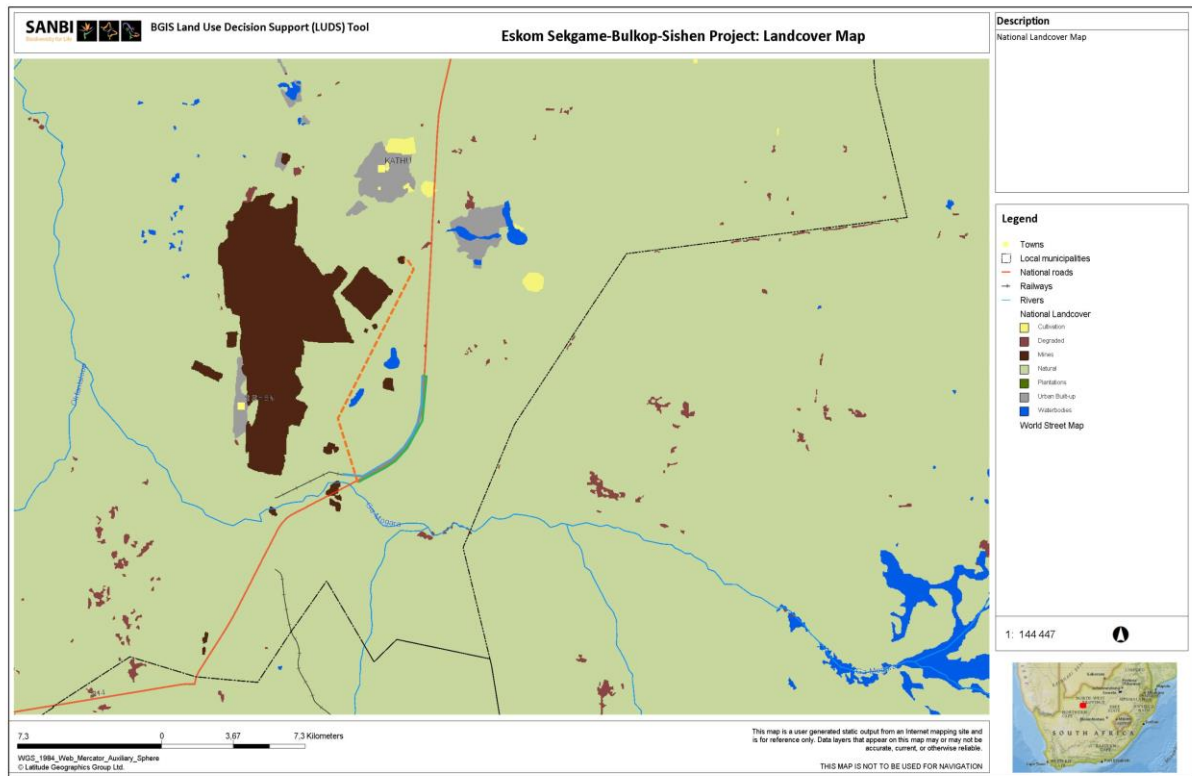 SANBI
Biodiversity for Life
BGIS Land Use Decision Support (LUDS) Tool
Eskom Sekgame-Bulkop-Sishen Project: Landcover Map
Description
National Landcover Map
KATHU
Ga-Mogara
Legend
Towns
Local municipalities
National roads
Railways
Rivers
National Landcover
Cultivation
Degraded
Mines
Natural
Plantations
Urban Built-up
Waterbodies
World Street Map
1: 144 447
7,3 0 3,67 7,3 Kilometers
WGS_1984_Web_Mercator_Auxiliary_Sphere
© Latitude Geographics Group Ltd.
This map is a user generated static output from an Internet mapping site and
is for reference only. Data layers that appear on this map may or may not be
accurate, current, or otherwise reliable.
THIS MAP IS NOT TO BE USED FOR NAVIGATION
SOUTH AFRICA